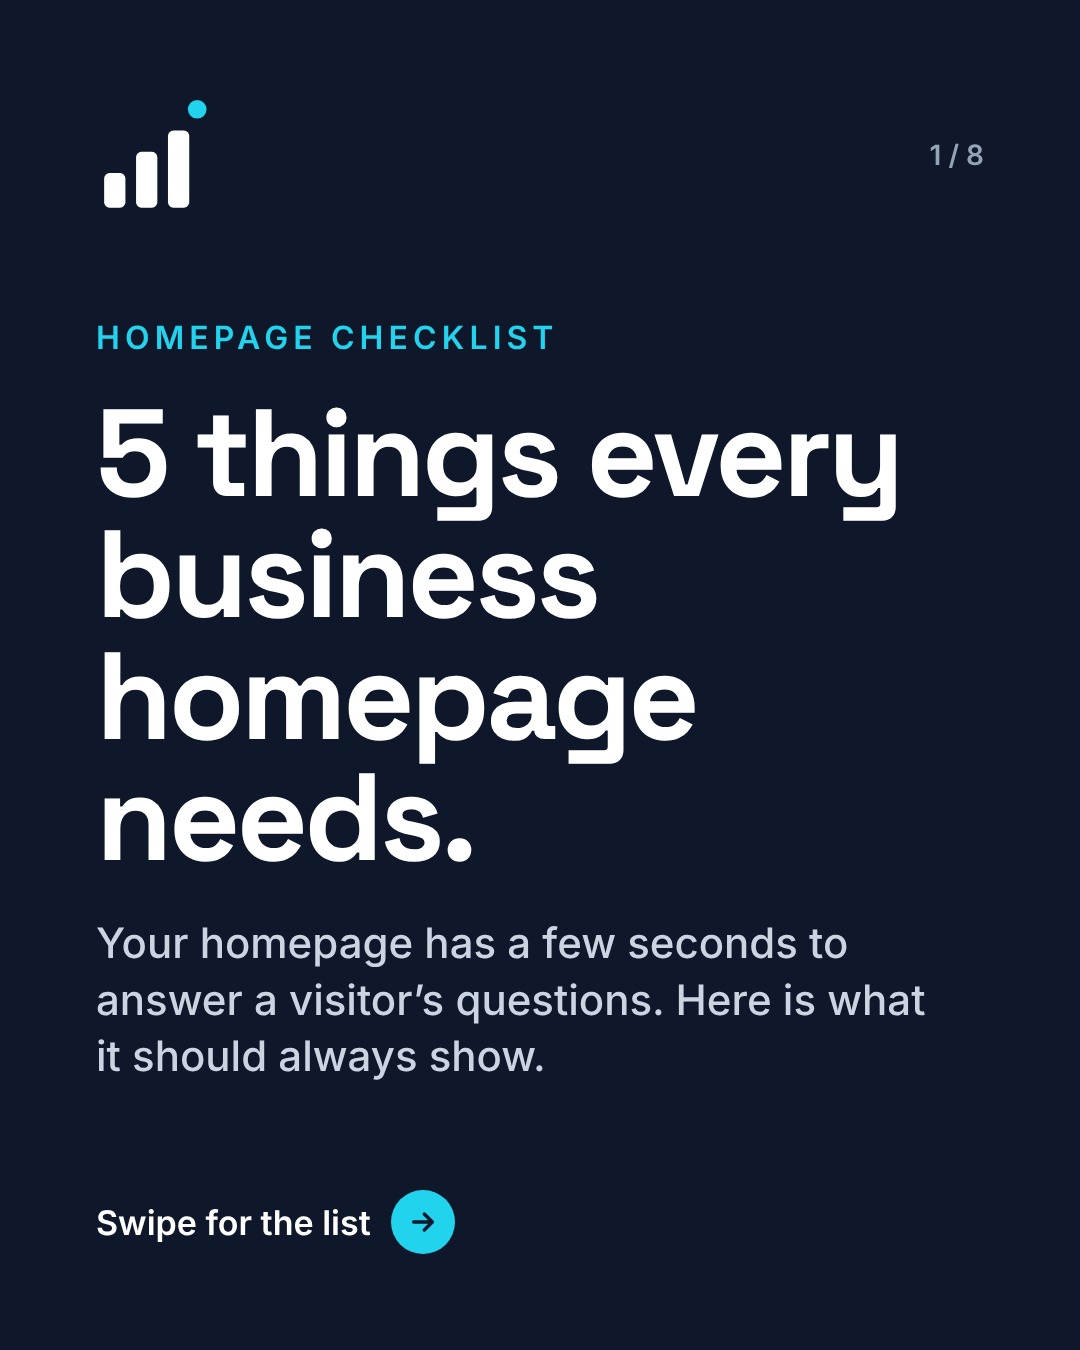 1 / 8
HOMEPAGE CHECKLIST
5 things every
business
homepage
needs.
Your homepage has a few seconds to
answer a visitor’s questions. Here is what
it should always show.
Swipe for the list